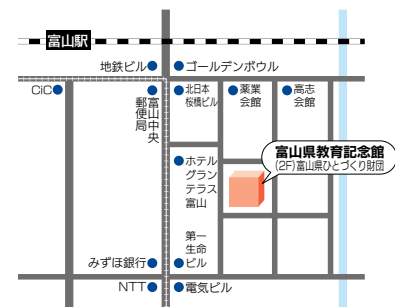 富山駅
地鉄ビル
ゴールデンボウル
CiC
富山中央
郵便局
北日本
桜橋ビル
薬業
会館
高志
会館
富山県教育記念館
(2F)富山県ひとづくり財団
ホテル
グラン
テラス
富山
第一
生命
ビル
みずほ銀行
NTT
電気ビル